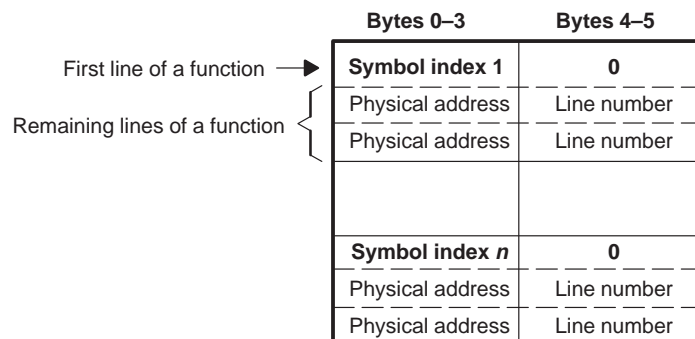 Bytes 0–3 Bytes 4–5
First line of a function Symbol index 1 0
Physical address Line number
Remaining lines of a function
Physical address Line number
Symbol index n 0
Physical address Line number
Physical address Line number